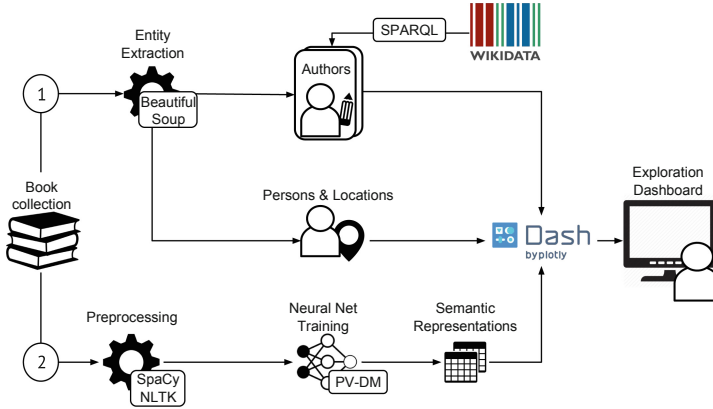 SPARQL
WIKIDATA
Entity
Extraction
Authors
1
Beautiful
Soup
Book
collection
Persons & Locations
Exploration
Dashboard
Dash
by plotly
Preprocessing
Neural Net
Training
Semantic
Representations
2
SpaCy
NLTK
PV-DM